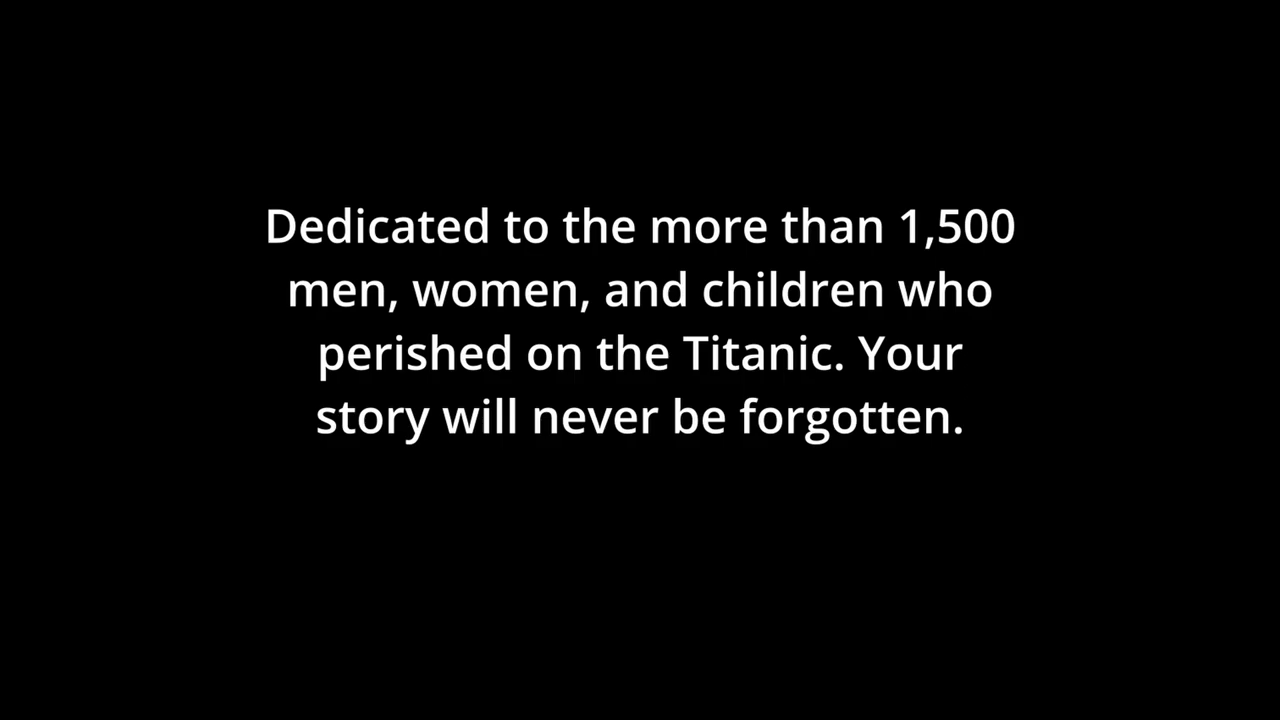 Dedicated to the more than 1,500
men, women, and children who
perished on the Titanic. Your
story will never be forgotten.